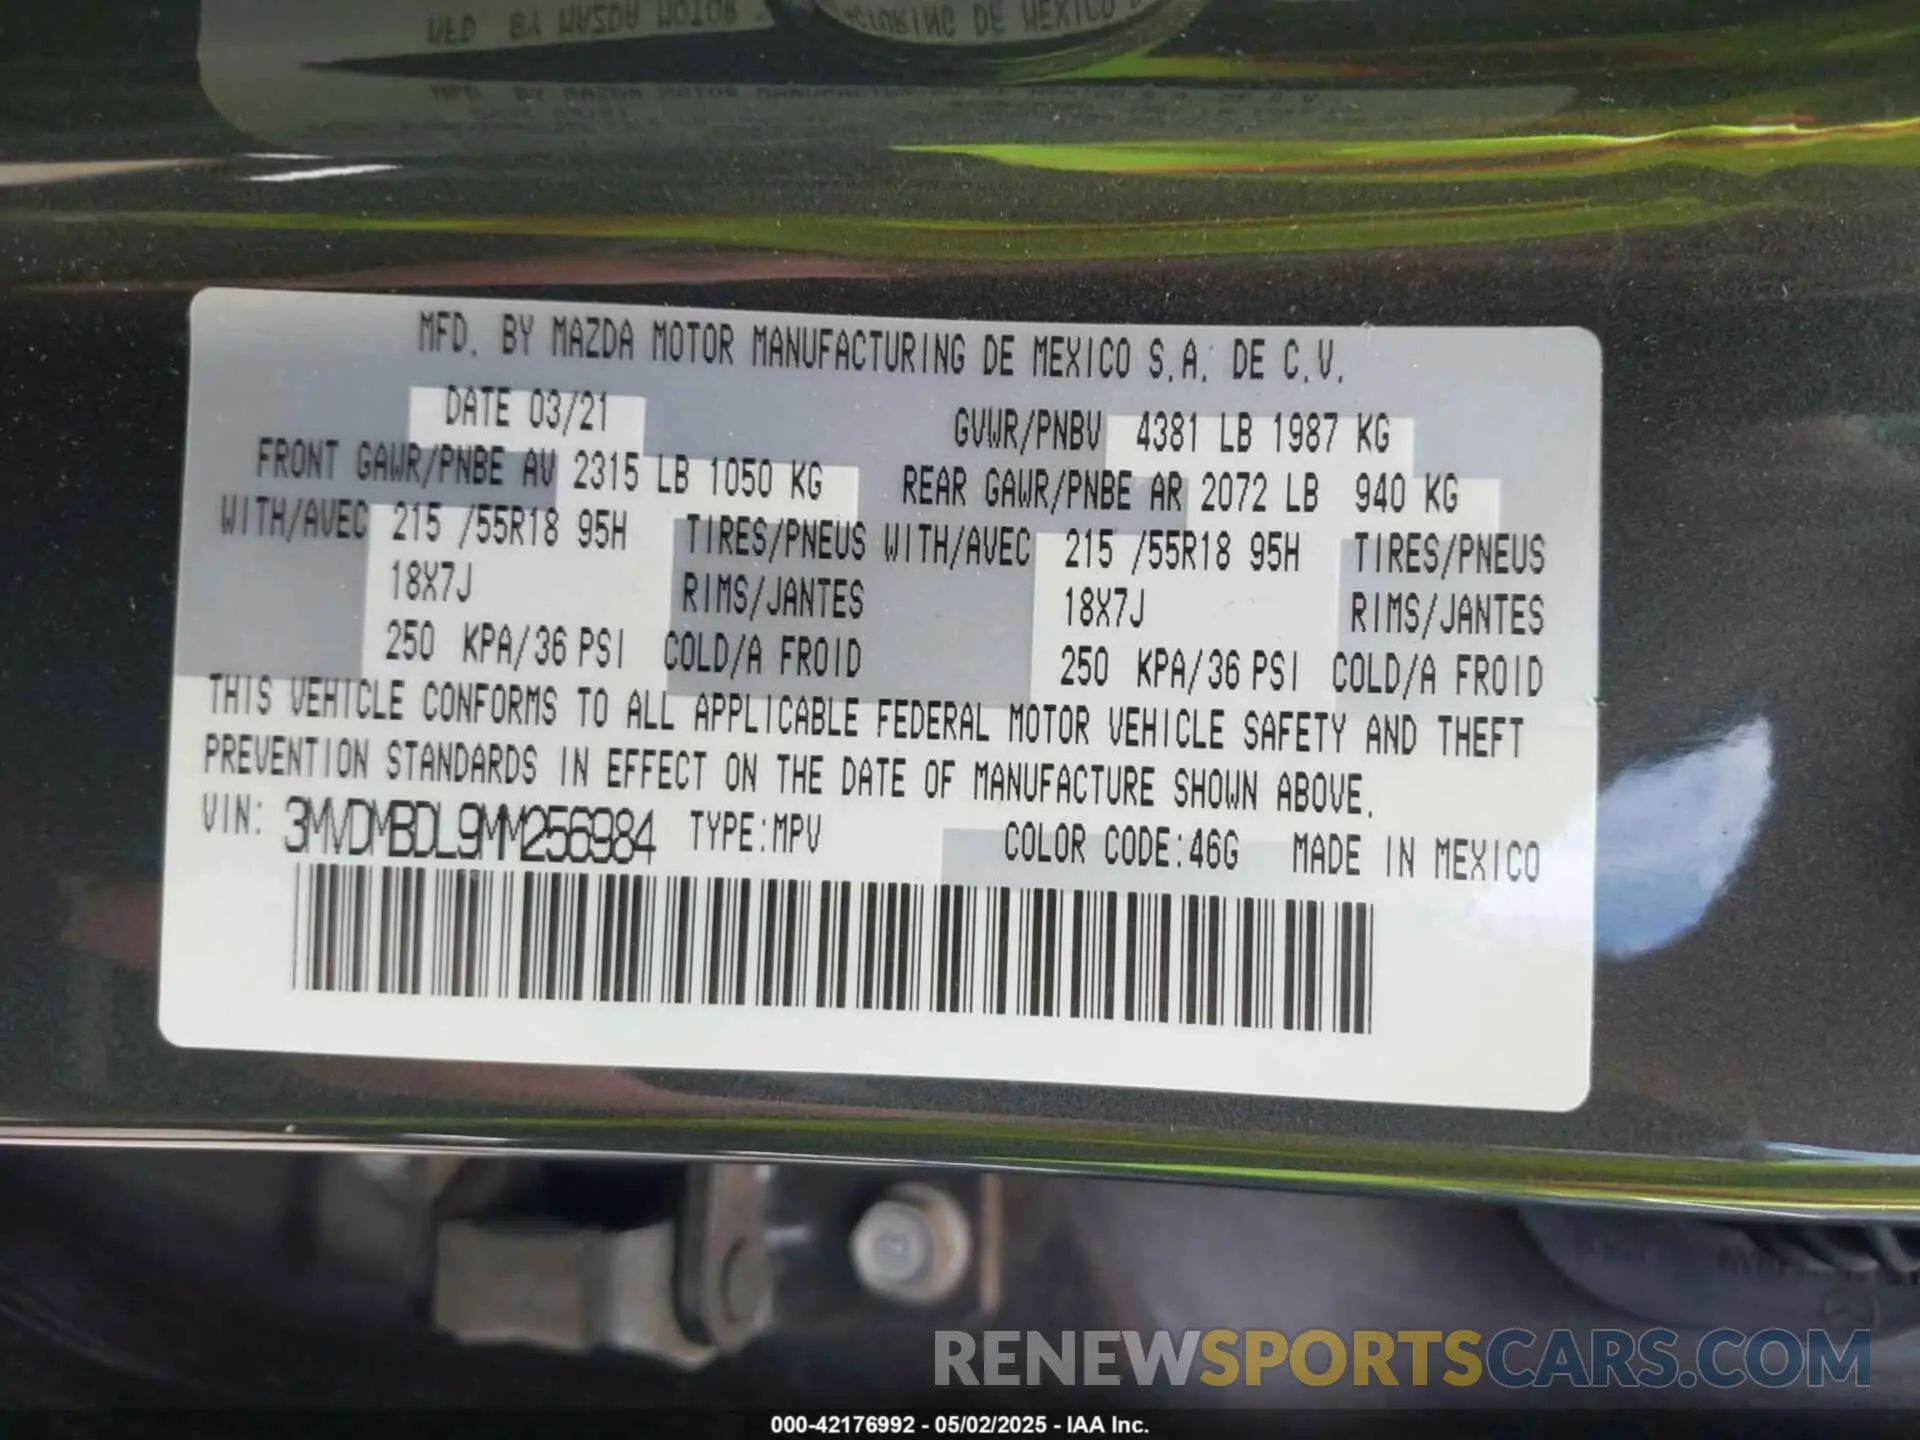 MFD. BY MAZDA MOTOR
MFD. BY MAZDA MOTOR MANUFACTURING DE MEXICO S.A. DE C.V.
DATE 03/21 GVWR/PNBV 4381 LB 1987 KG
FRONT GAWR/PNBE AV 2315 LB 1050 KG REAR GAWR/PNBE AR 2072 LB 940 KG
WITH/AVEC 215 /55R18 95H TIRES/PNEUS WITH/AVEC 215 /55R18 95H TIRES/PNEUS
18X7J RIMS/JANTES 18X7J RIMS/JANTES
250 KPA/36 PSI COLD/A FROID 250 KPA/36 PSI COLD/A FROID
THIS VEHICLE CONFORMS TO ALL APPLICABLE FEDERAL MOTOR VEHICLE SAFETY AND THEFT
PREVENTION STANDARDS IN EFFECT ON THE DATE OF MANUFACTURE SHOWN ABOVE.
VIN: 3MVDMBDL9MM256984 TYPE:MPV COLOR CODE:46G MADE IN MEXICO
RENEWSPORTSCARS.COM
000-42176992 - 05/02/2025 - IAA Inc.